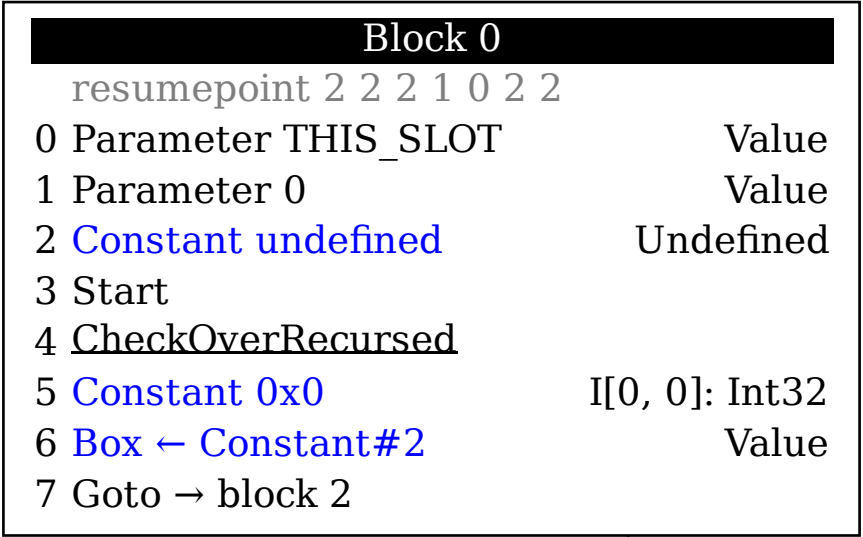 Block 0
resumepoint 2 2 2 1 0 2 2
0 Parameter THIS_SLOT Value
1 Parameter 0 Value
2 Constant undefined Undefined
3 Start
4 CheckOverRecursed
5 Constant 0x0 I[0, 0]: Int32
6 Box ← Constant#2 Value
7 Goto → block 2